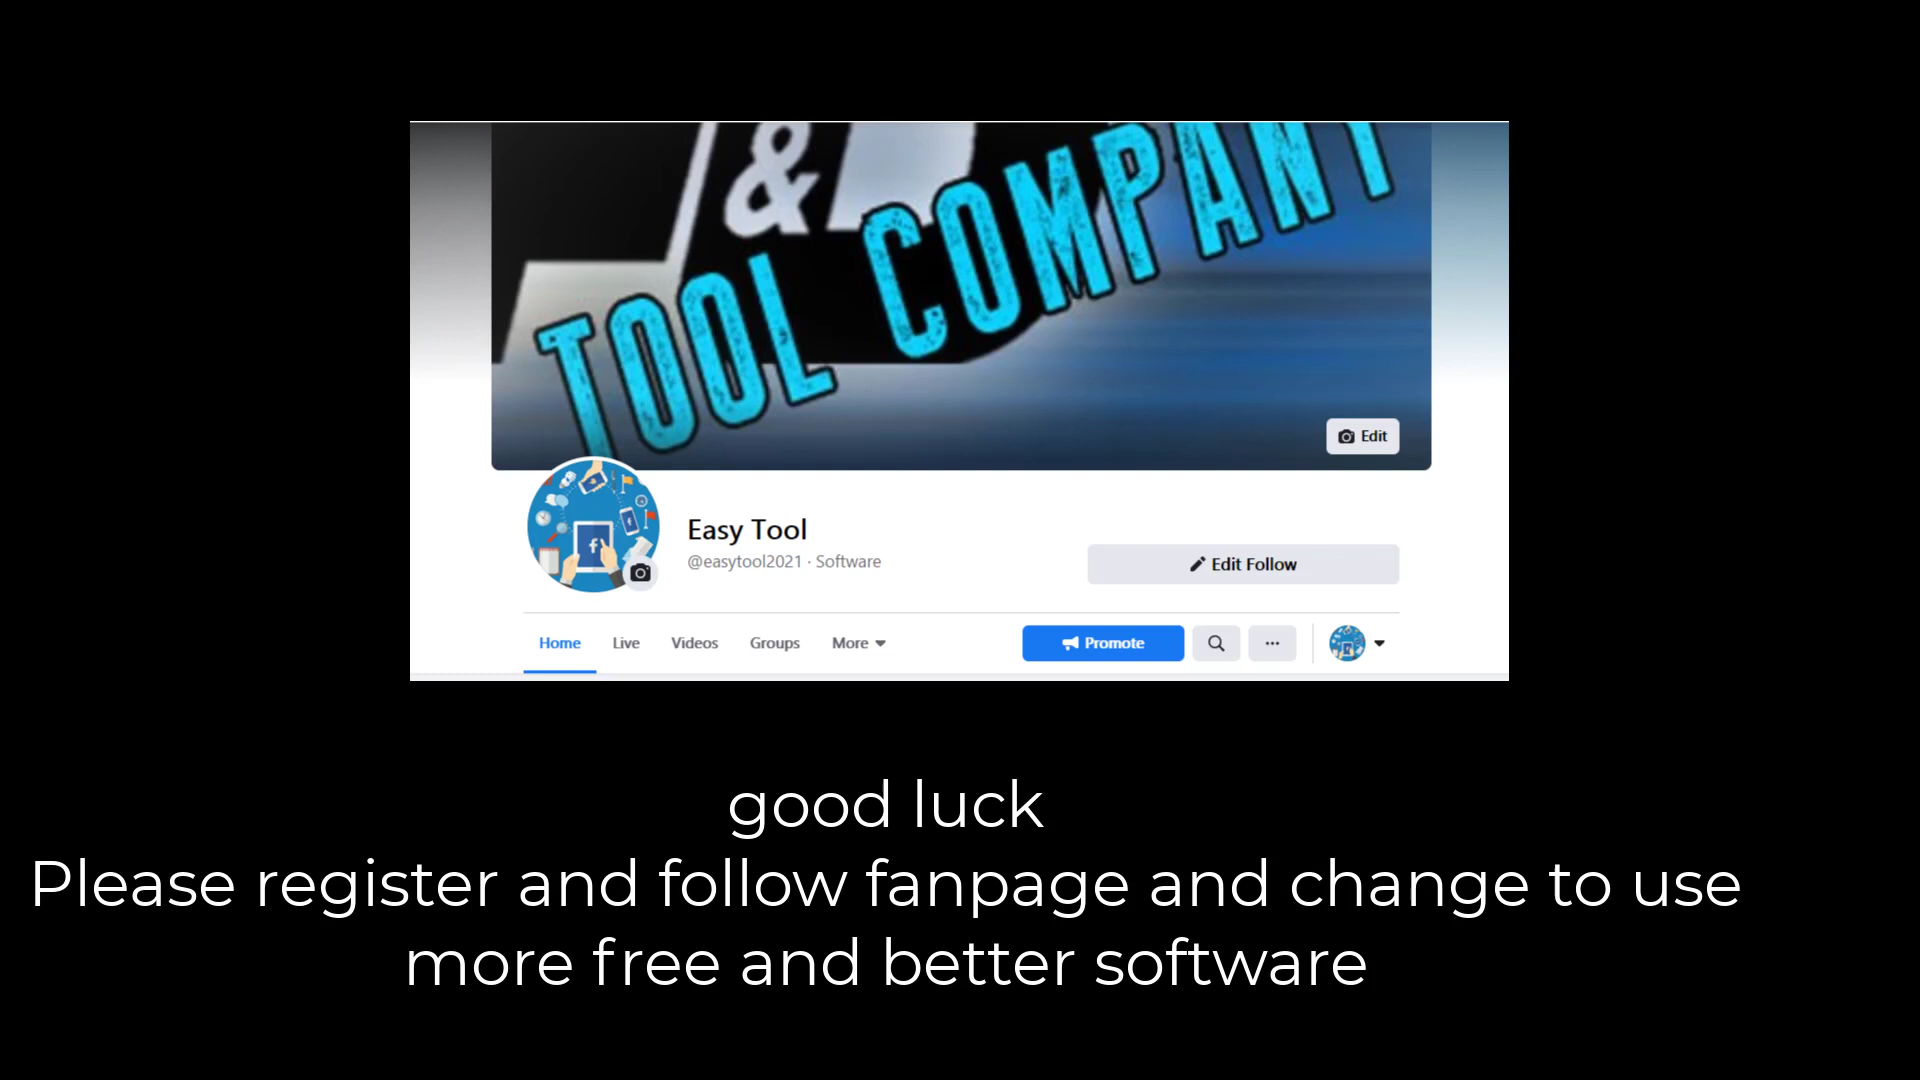 &
TOOL COMPANY
Edit
Easy Tool
@easytool2021 · Software
Edit Follow
Home Live Videos Groups More
Promote
good luck
Please register and follow fanpage and change to use
more free and better software